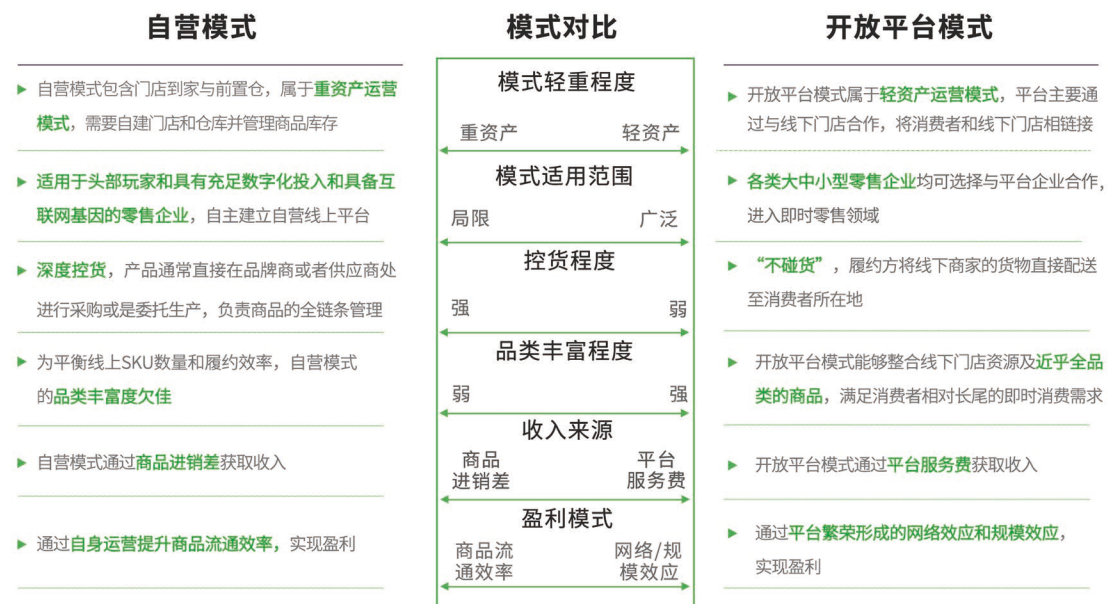 自营模式
自营模式包含门店到家与前置仓，属于重资产运营
模式，需要自建门店和仓库并管理商品库存
适用于头部玩家和具有充足数字化投入和具备互
联网基因的零售企业，自主建立自营线上平台
深度控货，产品通常直接在品牌商或者供应商处
进行采购或是委托生产，负责商品的全链条管理
为平衡线上SKU数量和履约效率，自营模式
的品类丰富度欠佳
自营模式通过商品进销差获取收入
通过自身运营提升商品流通效率，实现盈利
模式对比
模式轻重程度
重资产 轻资产
模式适用范围
局限 广泛
控货程度
强 弱
品类丰富程度
弱 强
收入来源
商品 平台
进销差 服务费
盈利模式
商品流 网络/规
通效率 模效应
开放平台模式
开放平台模式属于轻资产运营模式，平台主要通
过与线下门店合作，将消费者和线下门店相链接
各类大中小型零售企业均可选择与平台企业合作，
进入即时零售领域
“不碰货”，履约方将线下商家的货物直接配送
至消费者所在地
开放平台模式能够整合线下门店资源及近乎全品
类的商品，满足消费者相对长尾的即时消费需求
开放平台模式通过平台服务费获取收入
通过平台繁荣形成的网络效应和规模效应，
实现盈利